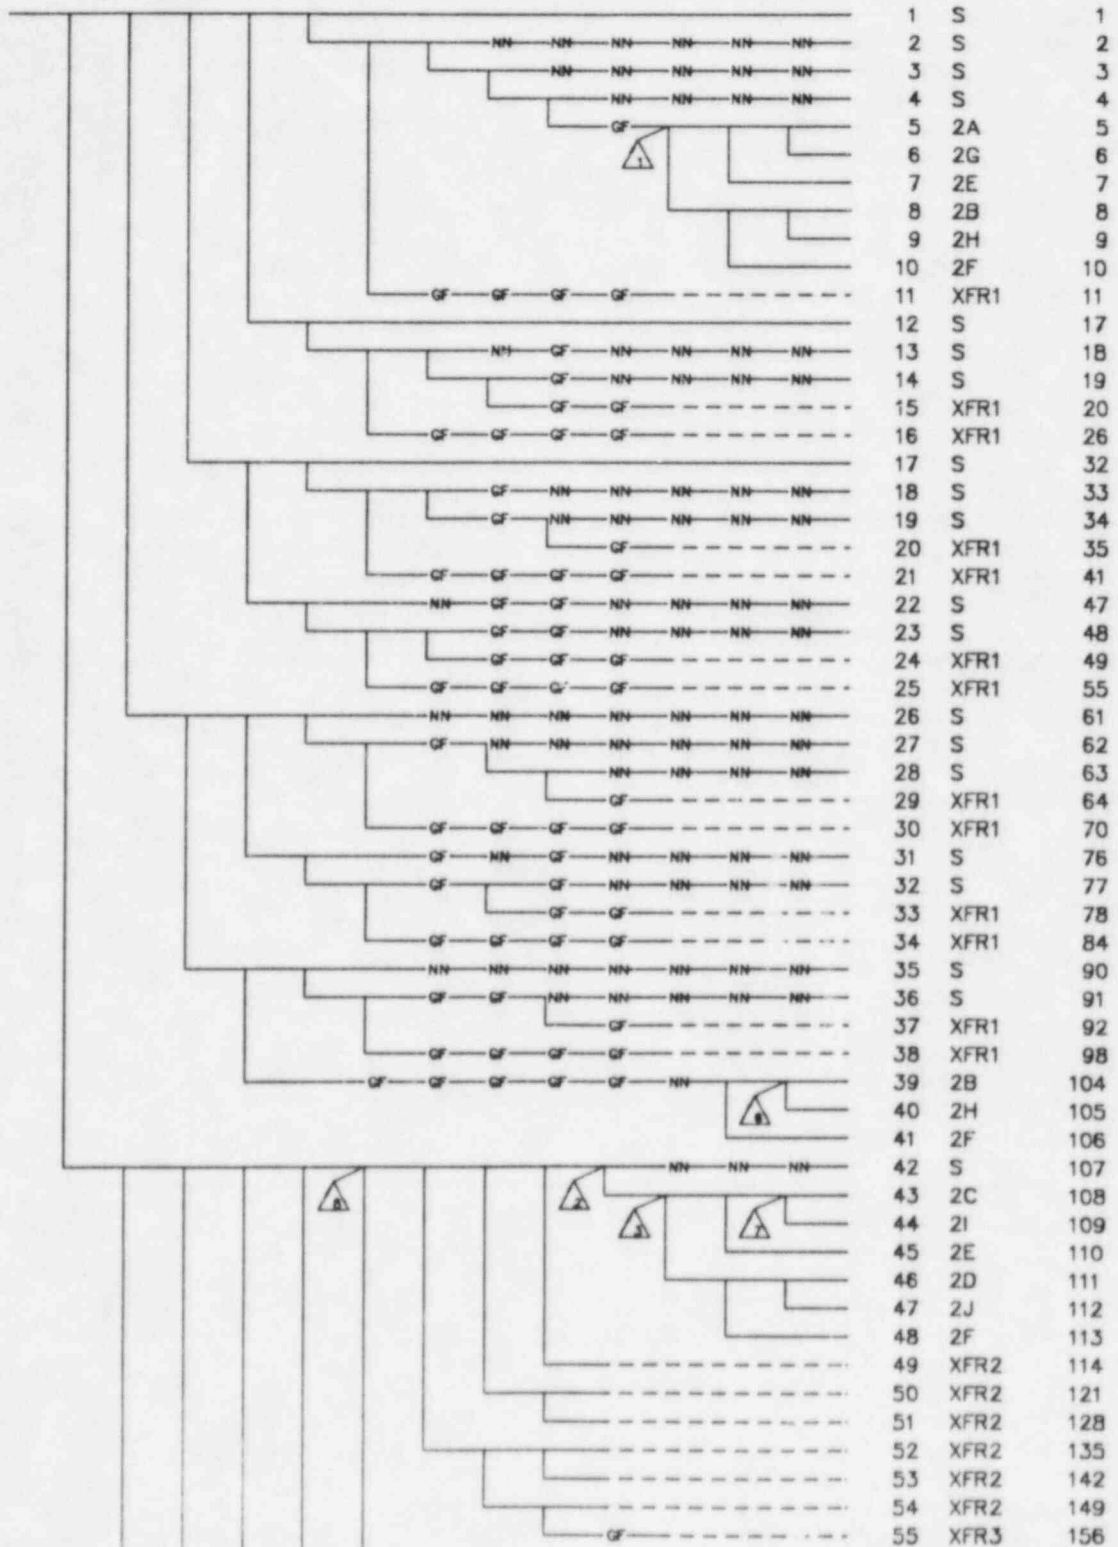 1 S 1
NN NN NN NN NN NN 2 S 2
NN NN NN NN NN 3 S 3
NN NN NN NN 4 S 4
GF 5 2A 5
1 6 2G 6
7 2E 7
8 2B 8
9 2H 9
10 2F 10
GF GF GF GF 11 XFR1 11
12 S 17
NN GF NN NN NN NN 13 S 18
GF NN NN NN NN 14 S 19
GF GF 15 XFR1 20
GF GF GF GF 16 XFR1 26
17 S 32
GF NN NN NN NN NN 18 S 33
GF NN NN NN NN NN 19 S 34
GF 20 XFR1 35
GF GF GF GF 21 XFR1 41
NN GF GF NN NN NN NN 22 S 47
GF GF NN NN NN NN 23 S 48
GF GF GF 24 XFR1 49
GF GF GF 25 XFR1 55
NN NN NN NN NN NN NN 26 S 61
GF NN NN NN NN NN NN 27 S 62
NN NN NN NN 28 S 63
GF 29 XFR1 64
GF GF GF GF 30 XFR1 70
GF NN GF NN NN NN NN 31 S 76
GF GF NN NN NN NN 32 S 77
GF GF 33 XFR1 78
GF GF GF GF 34 XFR1 84
NN NN NN NN NN NN NN 35 S 90
GF GF NN NN NN NN NN 36 S 91
GF 37 XFR1 92
GF GF GF GF 38 XFR1 98
GF GF GF GF GF NN 39 2B 104
40 2H 105
41 2F 106
NN NN NN 42 S 107
2 43 2C 108
3 7 44 2I 109
45 2E 110
46 2D 111
47 2J 112
48 2F 113
49 XFR2 114
50 XFR2 121
51 XFR2 128
52 XFR2 135
53 XFR2 142
54 XFR2 149
GF 55 XFR3 156